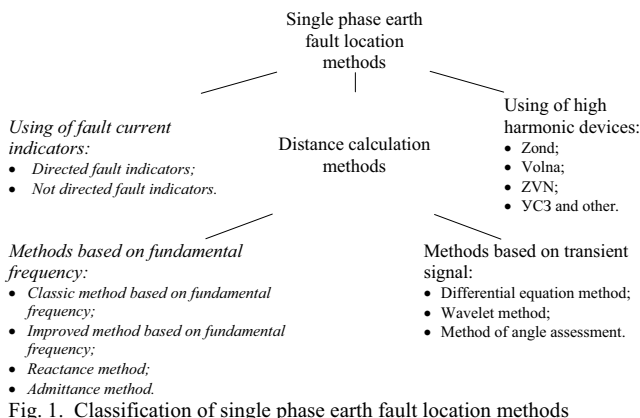 Single phase earth
fault location
methods
Using of fault current
indicators:
• Directed fault indicators;
• Not directed fault indicators.
Distance calculation
methods
Using of high
harmonic devices:
• Zond;
• Volna;
• ZVN;
• УСЗ and other.
Methods based on fundamental
frequency:
• Classic method based on fundamental
frequency;
• Improved method based on fundamental
frequency;
• Reactance method;
• Admittance method.
Methods based on transient
signal:
• Differential equation method;
• Wavelet method;
• Method of angle assessment.
Fig. 1. Classification of single phase earth fault location methods